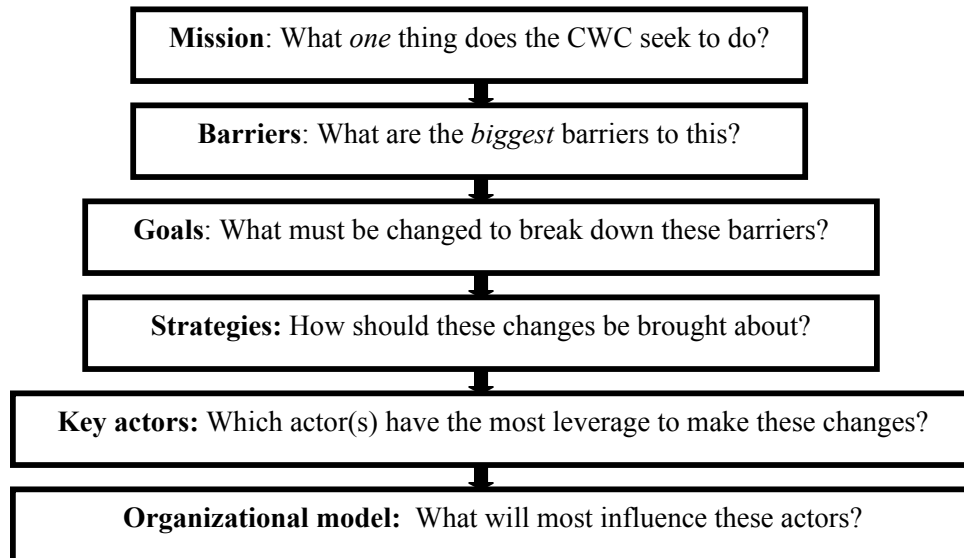 Mission: What one thing does the CWC seek to do?
Barriers: What are the biggest barriers to this?
Goals: What must be changed to break down these barriers?
Strategies: How should these changes be brought about?
Key actors: Which actor(s) have the most leverage to make these changes?
Organizational model:  What will most influence these actors?